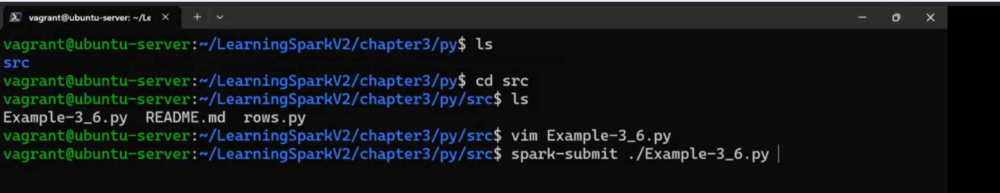 vagrant@ubuntu-server: ~/Le
vagrant@ubuntu-server:~/LearningSparkV2/chapter3/py$ ls
src
vagrant@ubuntu-server:~/LearningSparkV2/chapter3/py$ cd src
vagrant@ubuntu-server:~/LearningSparkV2/chapter3/py/src$ ls
Example-3_6.py  README.md  rows.py
vagrant@ubuntu-server:~/LearningSparkV2/chapter3/py/src$ vim Example-3_6.py
vagrant@ubuntu-server:~/LearningSparkV2/chapter3/py/src$ spark-submit ./Example-3_6.py